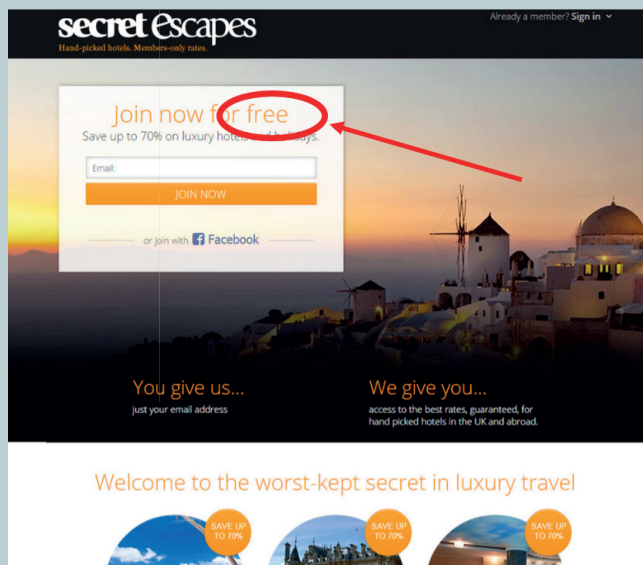 secret escapes
Hand-picked hotels. Members-only rates.
Already a member? Sign in
Join now for free
Save up to 70% on luxury hotels and holidays.
Email:
JOIN NOW
or join with f Facebook
You give us...
just your email address
We give you...
access to the best rates, guaranteed, for
hand picked hotels in the UK and abroad.
Welcome to the worst-kept secret in luxury travel
SAVE UP
TO 70%
SAVE UP
TO 70%
SAVE UP
TO 70%